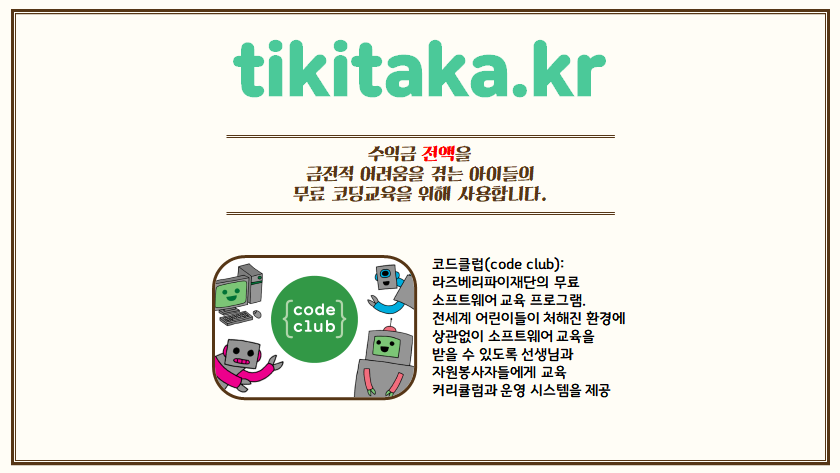 tikitaka.kr
수익금 전액을
금전적 어려움을 겪는 아이들의
무료 코딩교육을 위해 사용합니다.
{code
club}
코드클럽(code club):
라즈베리파이재단의 무료
소프트웨어 교육 프로그램.
전세계 어린이들이 처해진 환경에
상관없이 소프트웨어 교육을
받을 수 있도록 선생님과
자원봉사자들에게 교육
커리큘럼과 운영 시스템을 제공